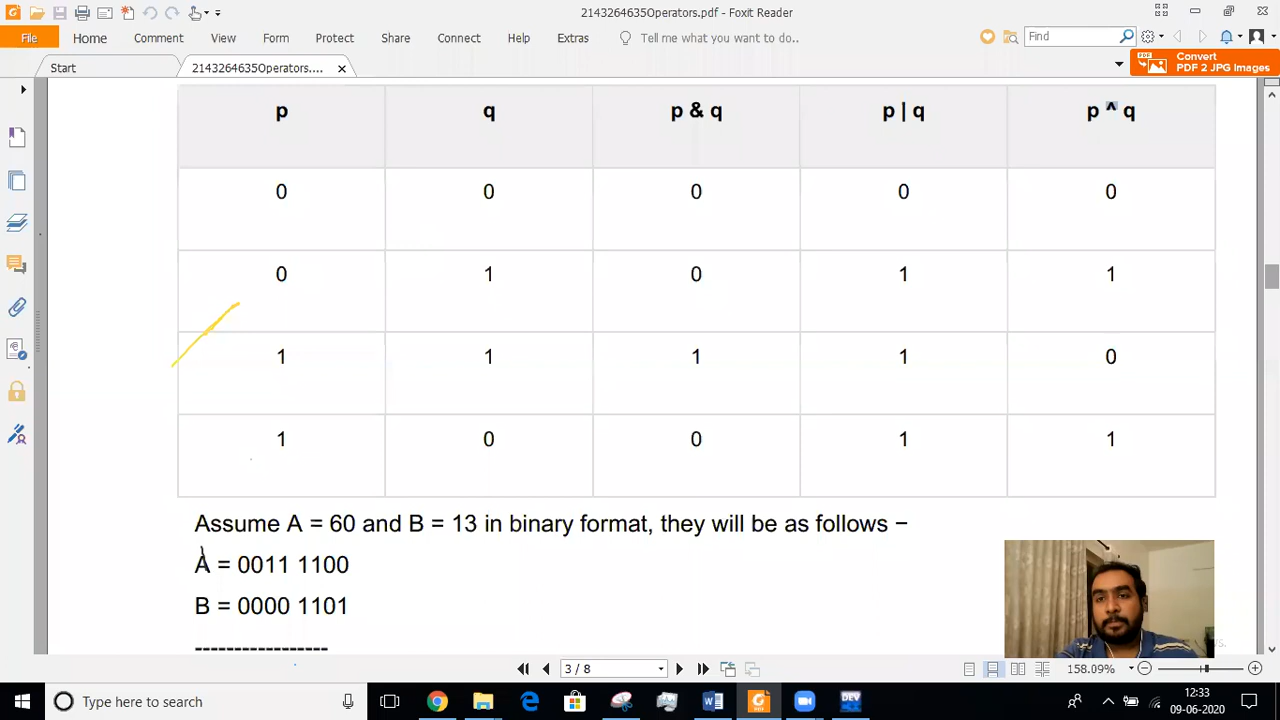 2143264635Operators.pdf - Foxit Reader
File Home Comment View Form Protect Share Connect Help Extras Tell me what you want to do.. Find
Start 2143264635Operators.... Convert
PDF 2 JPG Images
p q p & q p | q p ^ q
0 0 0 0 0
0 1 0 1 1
1 1 1 1 0
1 0 0 1 1
Assume A = 60 and B = 13 in binary format, they will be as follows −
A = 0011 1100
B = 0000 1101
-----------------
3 / 8 158.09%
Type here to search 12:33
09-06-2020